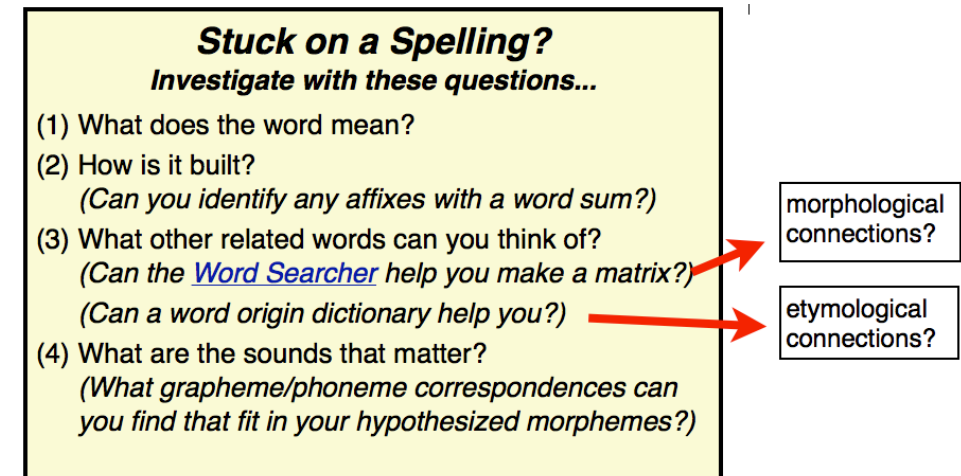 Stuck on a Spelling?
Investigate with these questions...
(1) What does the word mean?
(2) How is it built?
(Can you identify any affixes with a word sum?)
(3) What other related words can you think of?
(Can the Word Searcher help you make a matrix?)
(Can a word origin dictionary help you?)
(4) What are the sounds that matter?
(What grapheme/phoneme correspondences can
you find that fit in your hypothesized morphemes?)
morphological
connections?
etymological
connections?